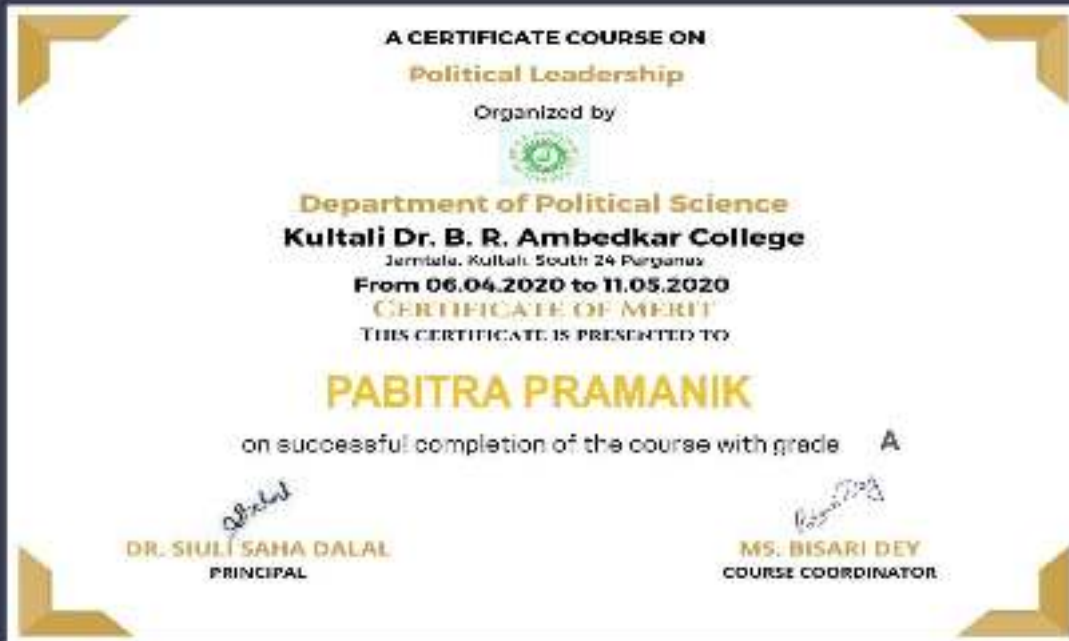 A CERTIFICATE COURSE ON
Political Leadership
Organized by
Department of Political Science
Kultali Dr. B. R. Ambedkar College
Jamtala, Kultali, South 24 Parganas
From 06.04.2020 to 11.05.2020
CERTIFICATE OF MERIT
THIS CERTIFICATE IS PRESENTED TO
PABITRA PRAMANIK
on successful completion of the course with grade A
DR. SIULI SAHA DALAL
PRINCIPAL
MS. BISARI DEY
COURSE COORDINATOR